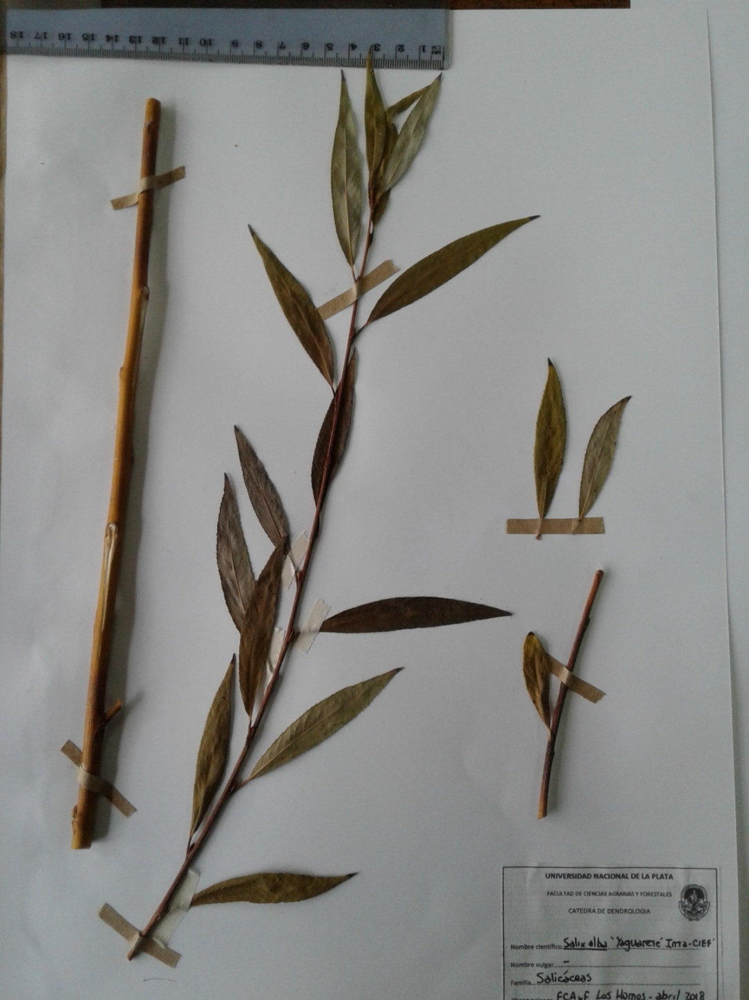 18 17 16 15 14 13 12 11 10 9 8 7 6 5 4 3 2 1
UNIVERSIDAD NACIONAL DE LA PLATA
FACULTAD DE CIENCIAS AGRARIAS Y FORESTALES
CATEDRA DE DENDROLOGIA
Nombre científico Salix alba 'Yaguareté' Inta-CIEF'
Nombre vulgar –
Familia Salicáceas
FCAyF Los Hornos - abril 2018